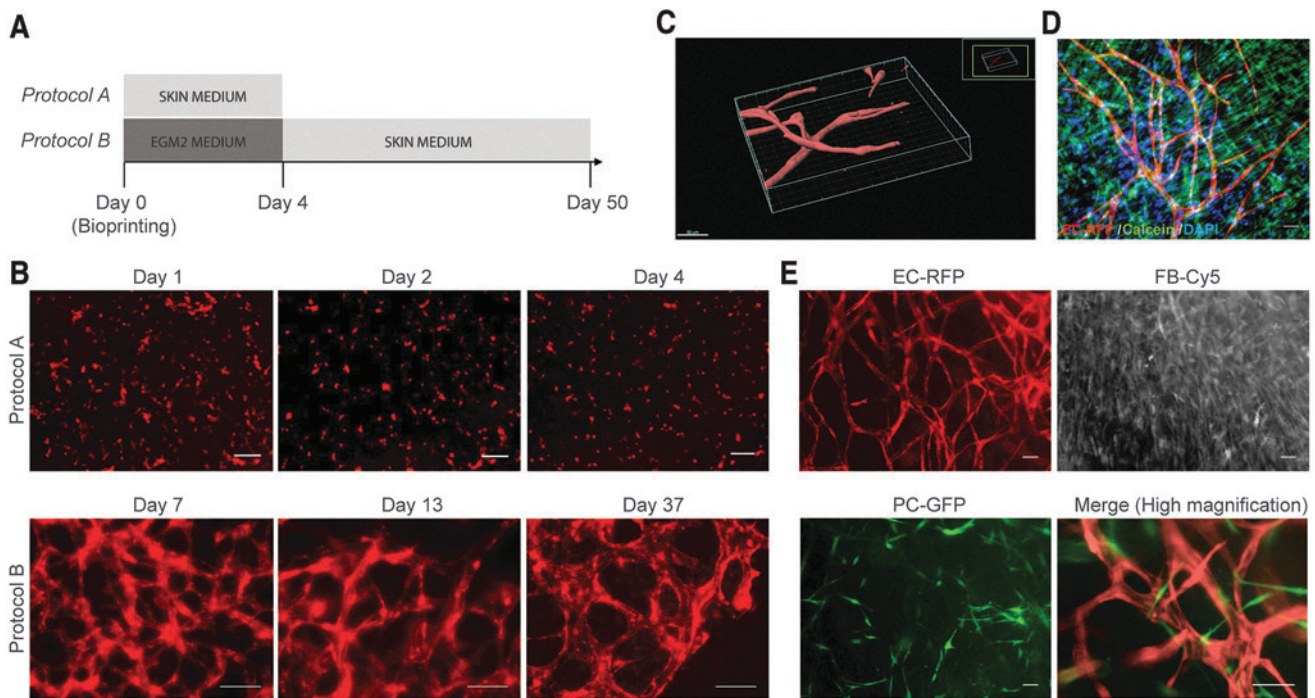 A
Protocol A
SKIN MEDIUM
Protocol B
EGM2 MEDIUM
SKIN MEDIUM
Day 0
(Bioprinting)
Day 4
Day 50
C
D
EC-RFP/Calcein/DAPI
B
Day 1
Day 2
Day 4
Protocol A
Day 7
Day 13
Day 37
Protocol B
E
EC-RFP
FB-Cy5
PC-GFP
Merge (High magnification)